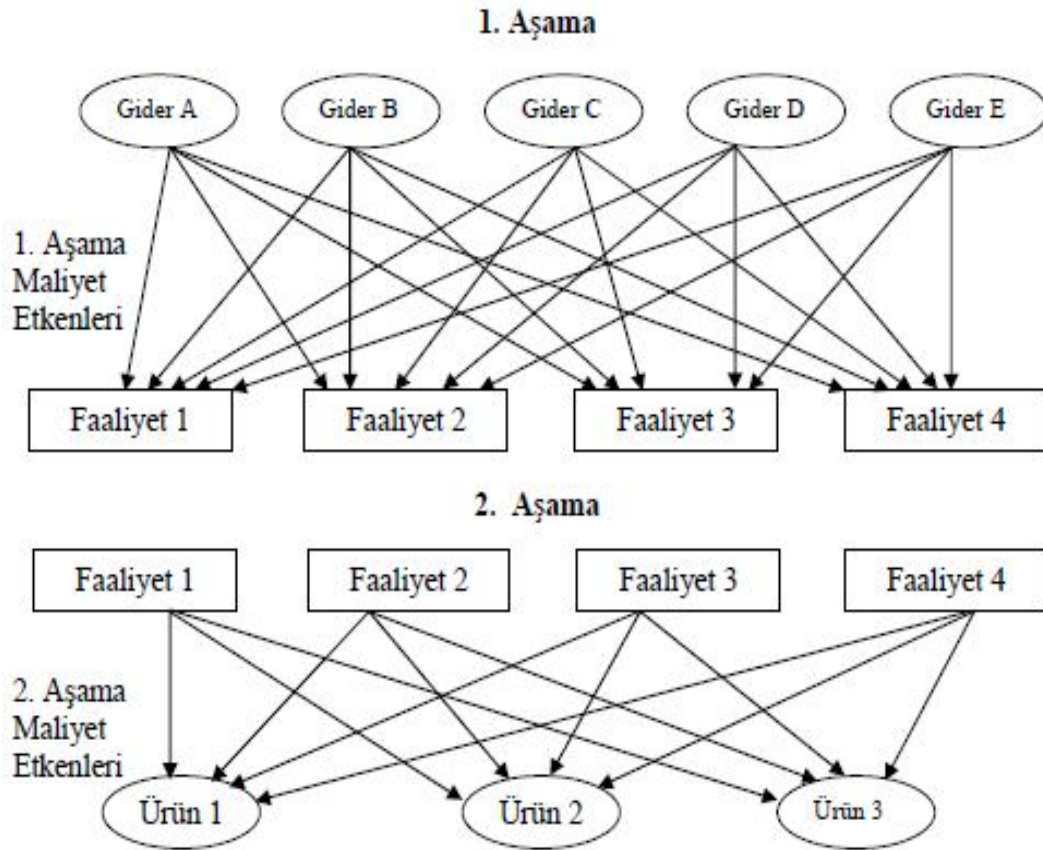 1. Aşama
Gider A
Gider B
Gider C
Gider D
Gider E
1. Aşama
Maliyet
Etkenleri
Faaliyet 1
Faaliyet 2
Faaliyet 3
Faaliyet 4
2. Aşama
Faaliyet 1
Faaliyet 2
Faaliyet 3
Faaliyet 4
2. Aşama
Maliyet
Etkenleri
Ürün 1
Ürün 2
Ürün 3